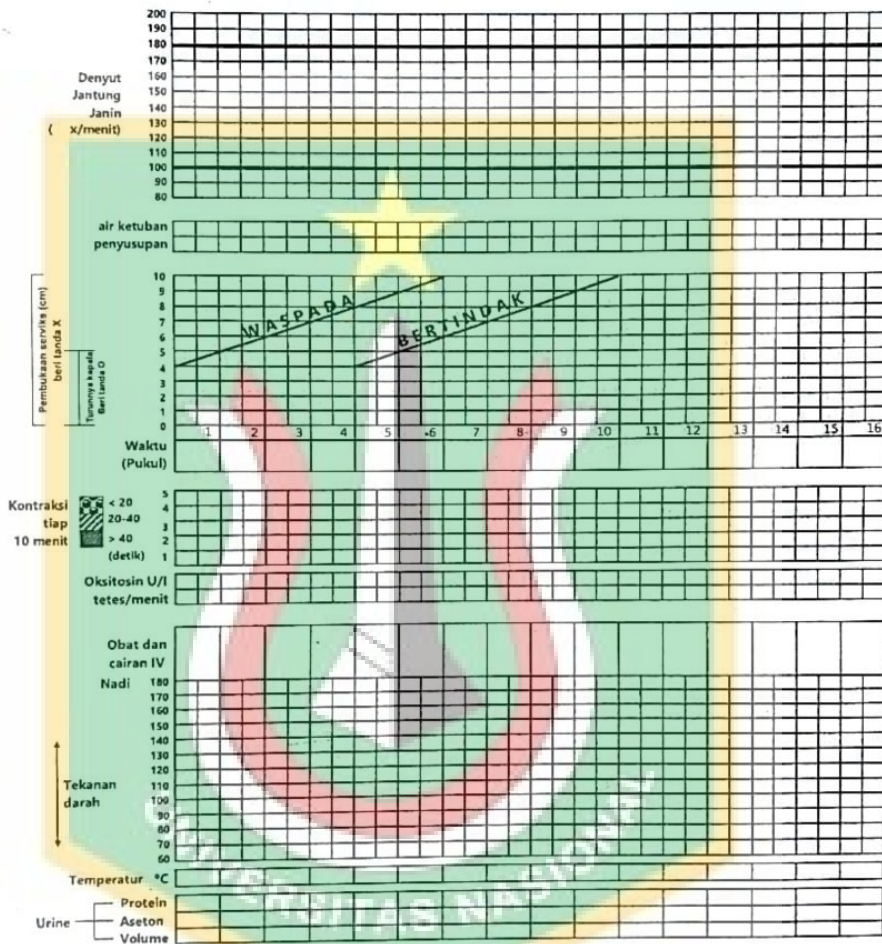 200
190
180
170
Denyut 160
Jantung 150
Janin 140
( x/menit) 130
120
110
100
90
80
air ketuban
penyusupan
Pembukaan serviks (cm)
beri tanda X
Turunnya kepala
Beri tanda O
10
9
8
7
6
5
4
3
2
1
0
WASPADA
BERTINDAK
1 2 3 4 5 6 7 8 9 10 11 12 13 14 15 16
Waktu
(Pukul)
Kontraksi
tiap
10 menit
< 20
20-40
> 40
(detik)
5
4
3
2
1
Oksitosin U/l
tetes/menit
Obat dan
cairan IV
Nadi 180
170
160
150
140
130
120
110
100
90
80
70
60
Tekanan
darah
Temperatur °C
Urine
Protein
Aseton
Volume
UNIVERSITAS NASIONAL